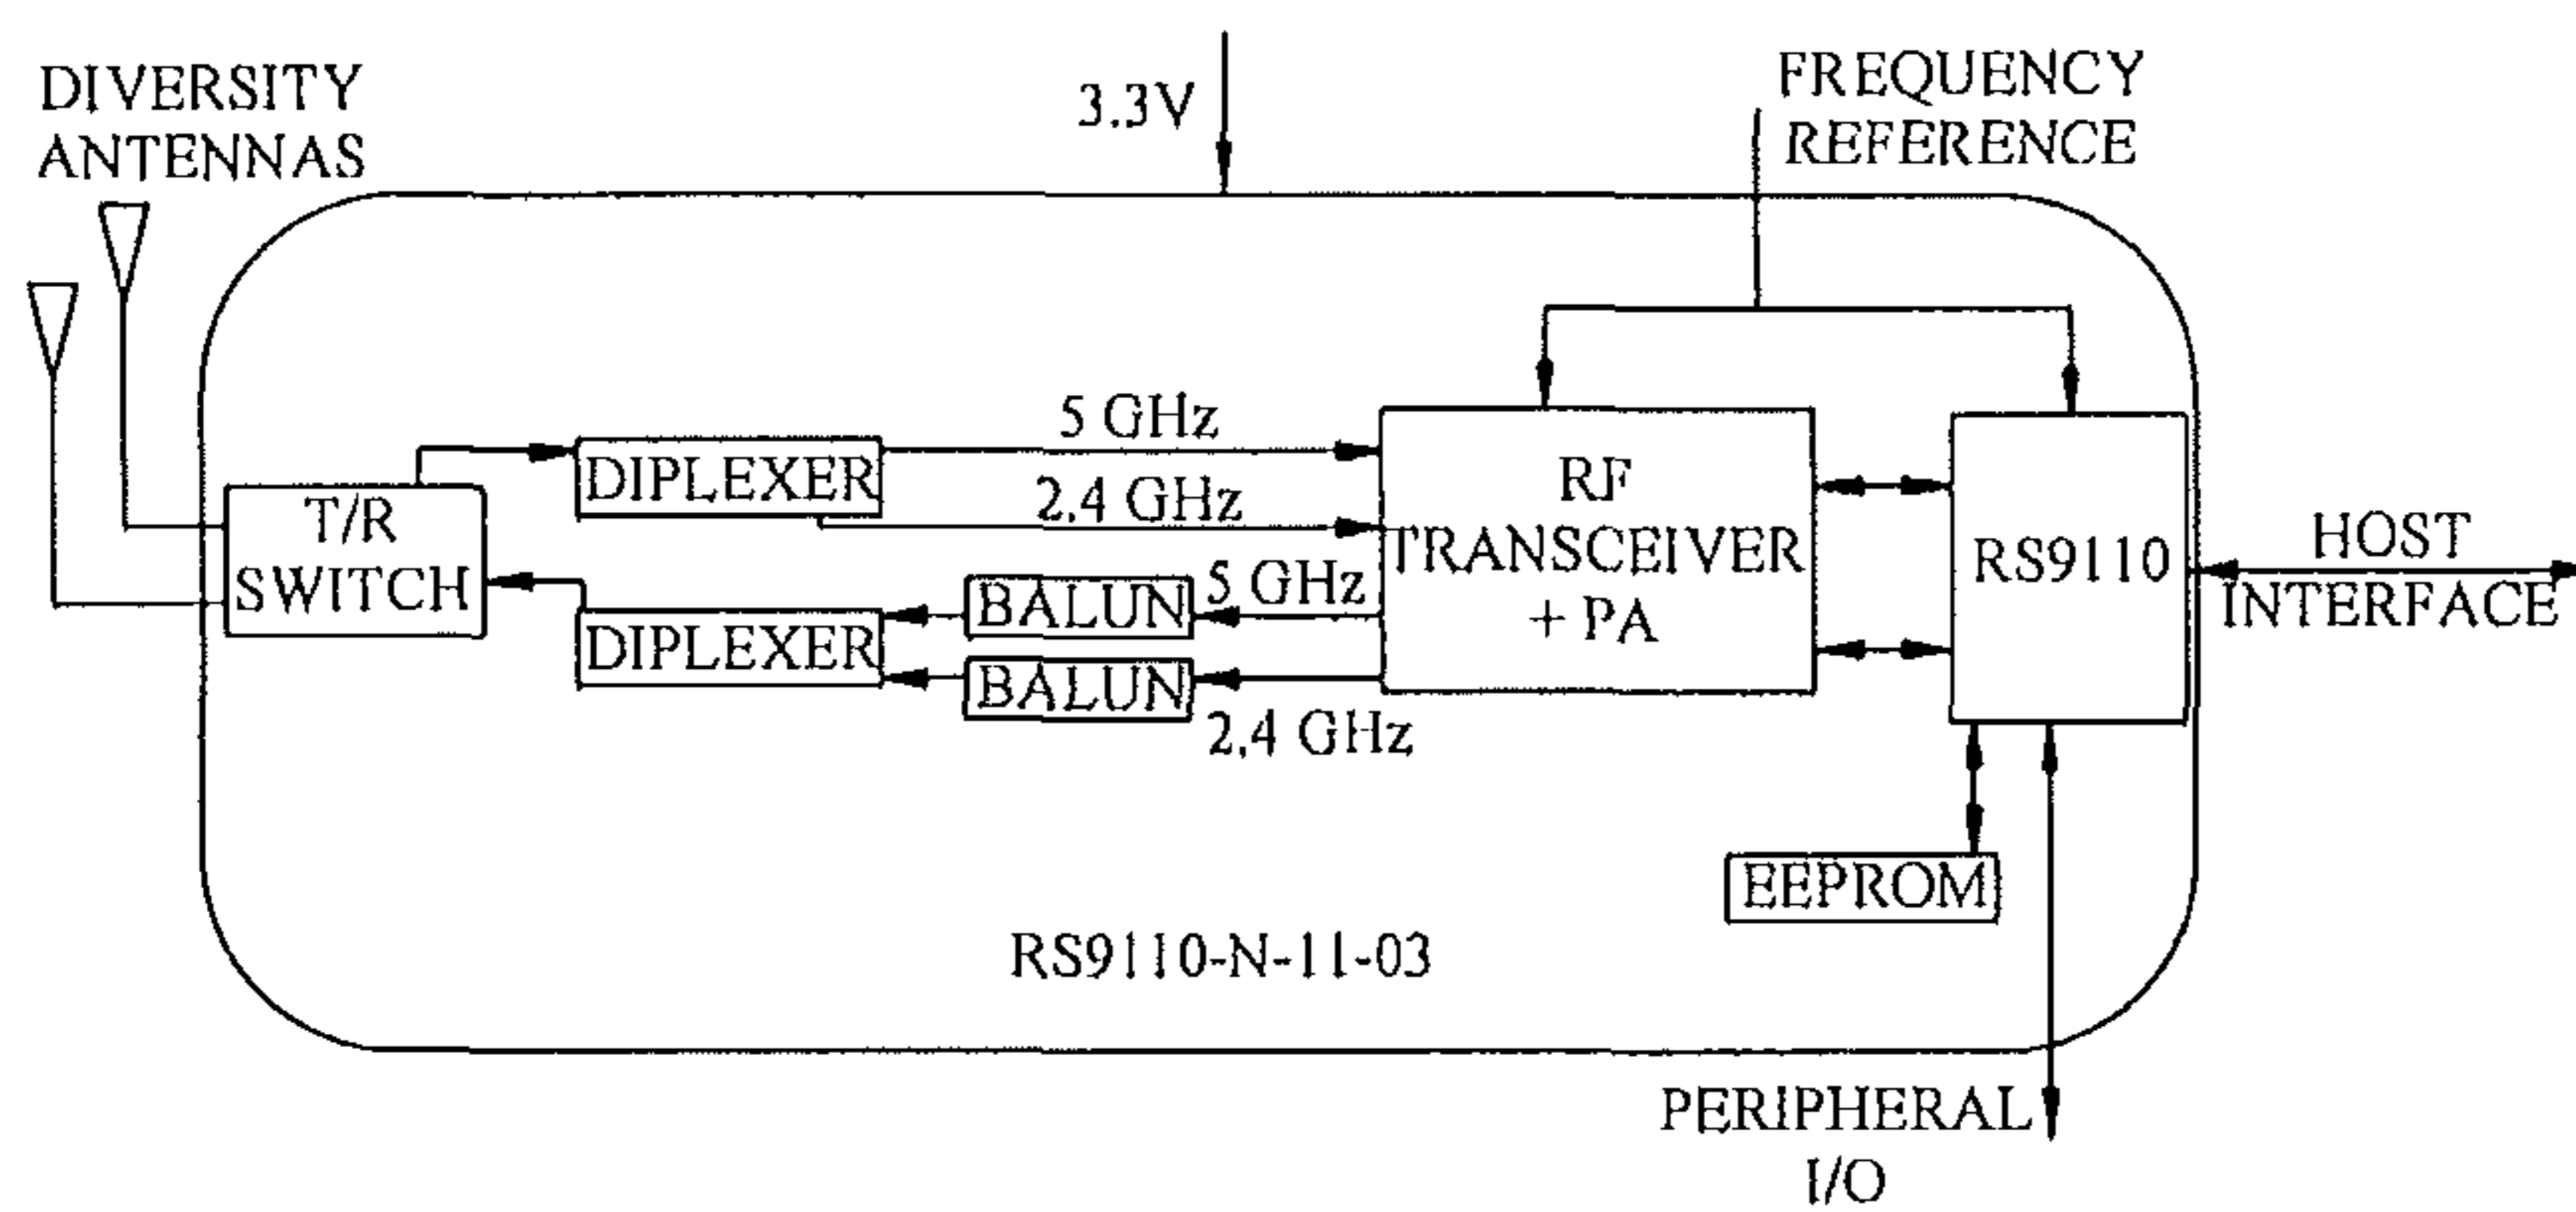 DIVERSITY
ANTENNAS
3.3V
FREQUENCY
REFERENCE
T/R
SWITCH
DIPLEXER
5 GHz
2.4 GHz
DIPLEXER
BALUN
5 GHz
BALUN
2.4 GHz
RF
TRANSCEIVER
+ PA
RS9110
HOST
INTERFACE
EEPROM
RS9110-N-11-03
PERIPHERAL
I/O